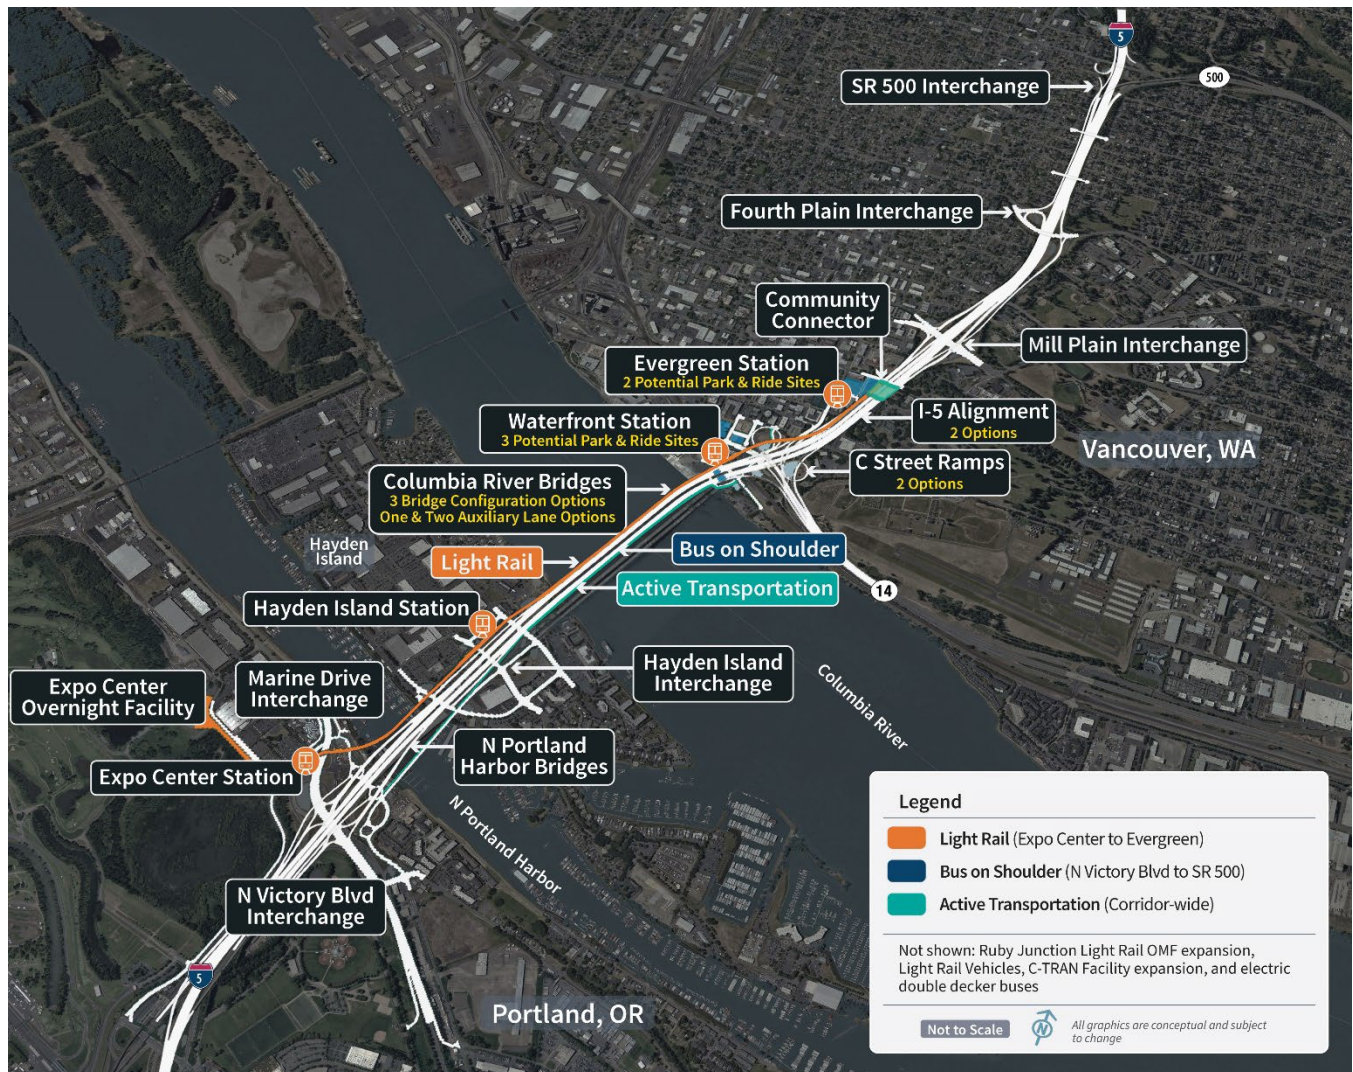 5
SR 500 Interchange
500
Fourth Plain Interchange
Community
Connector
Mill Plain Interchange
Evergreen Station
2 Potential Park & Ride Sites
I-5 Alignment
2 Options
Waterfront Station
3 Potential Park & Ride Sites
Vancouver, WA
C Street Ramps
2 Options
Columbia River Bridges
3 Bridge Configuration Options
One & Two Auxiliary Lane Options
Hayden
Island
Light Rail
Bus on Shoulder
Active Transportation
14
Hayden Island Station
Hayden Island
Interchange
Columbia River
Marine Drive
Interchange
Expo Center
Overnight Facility
N Portland
Harbor Bridges
Expo Center Station
N Portland Harbor
N Victory Blvd
Interchange
5
Portland, OR
Legend
Light Rail (Expo Center to Evergreen)
Bus on Shoulder (N Victory Blvd to SR 500)
Active Transportation (Corridor-wide)
Not shown: Ruby Junction Light Rail OMF expansion,
Light Rail Vehicles, C-TRAN Facility expansion, and electric
double decker buses
Not to Scale
N
All graphics are conceptual and subject
to change